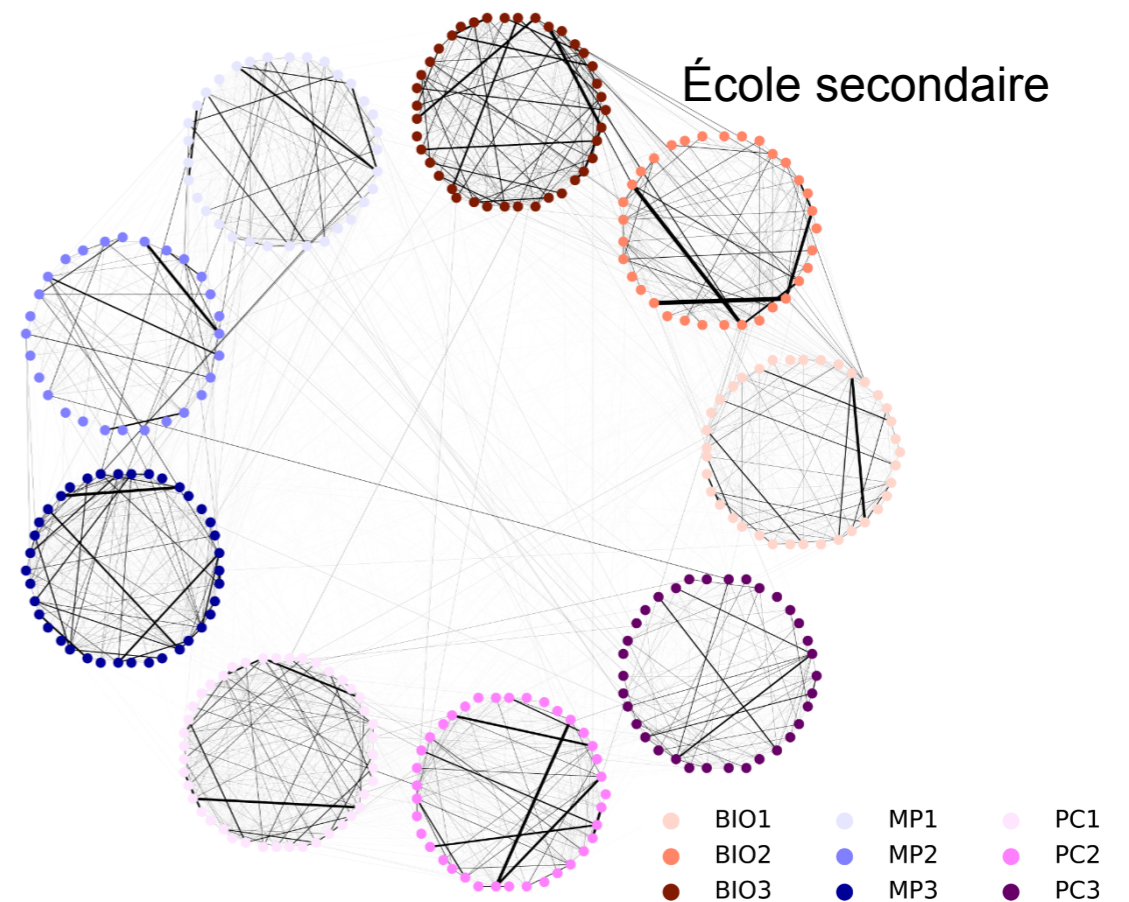 École secondaire
BIO1 MP1 PC1
BIO2 MP2 PC2
BIO3 MP3 PC3